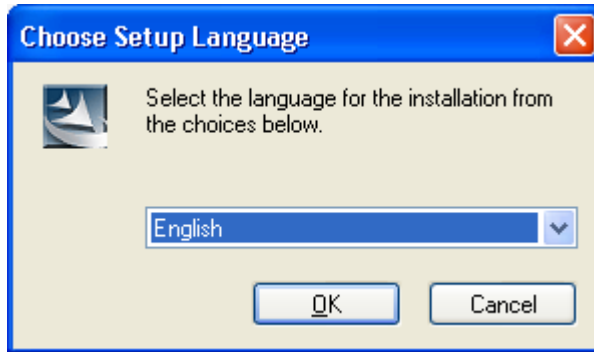 Choose Setup Language
Select the language for the installation from
the choices below.
English
OK
Cancel